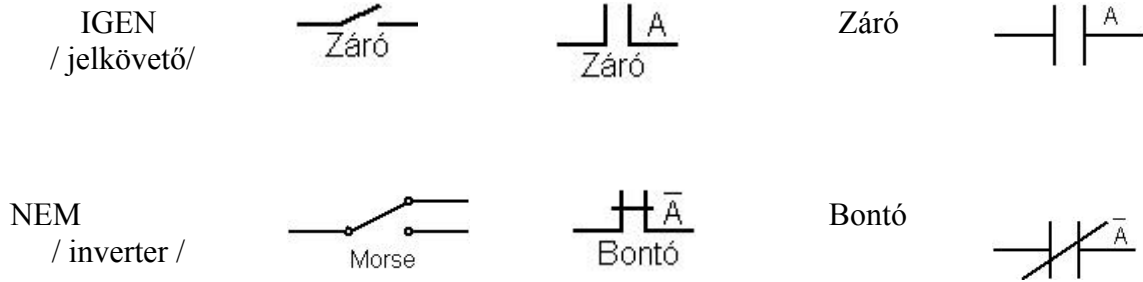 IGEN
/ jelkövető/
Záró
A
Záró
Záró
A
NEM
/ inverter /
Morse
A̅
Bontó
Bontó
A̅